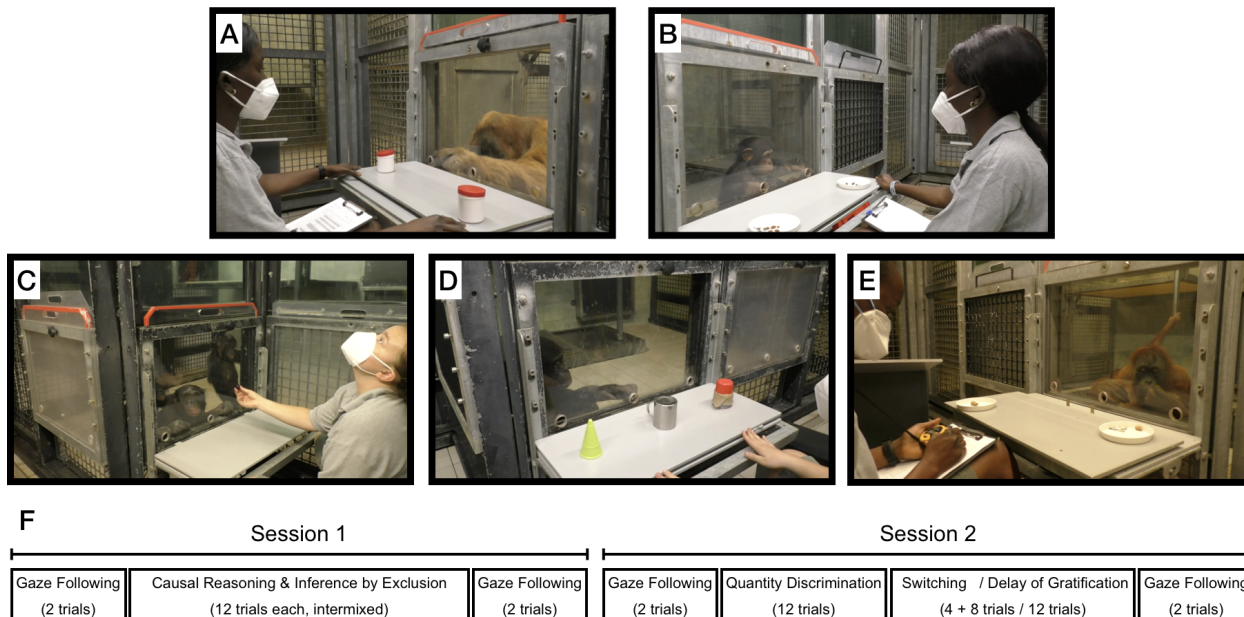 A
B
C
D
E
F
Session 1
Session 2
Gaze Following
(2 trials)
Causal Reasoning & Inference by Exclusion
(12 trials each, intermixed)
Gaze Following
(2 trials)
Gaze Following
(2 trials)
Quantity Discrimination
(12 trials)
Switching / Delay of Gratification
(4 + 8 trials / 12 trials)
Gaze Following
(2 trials)